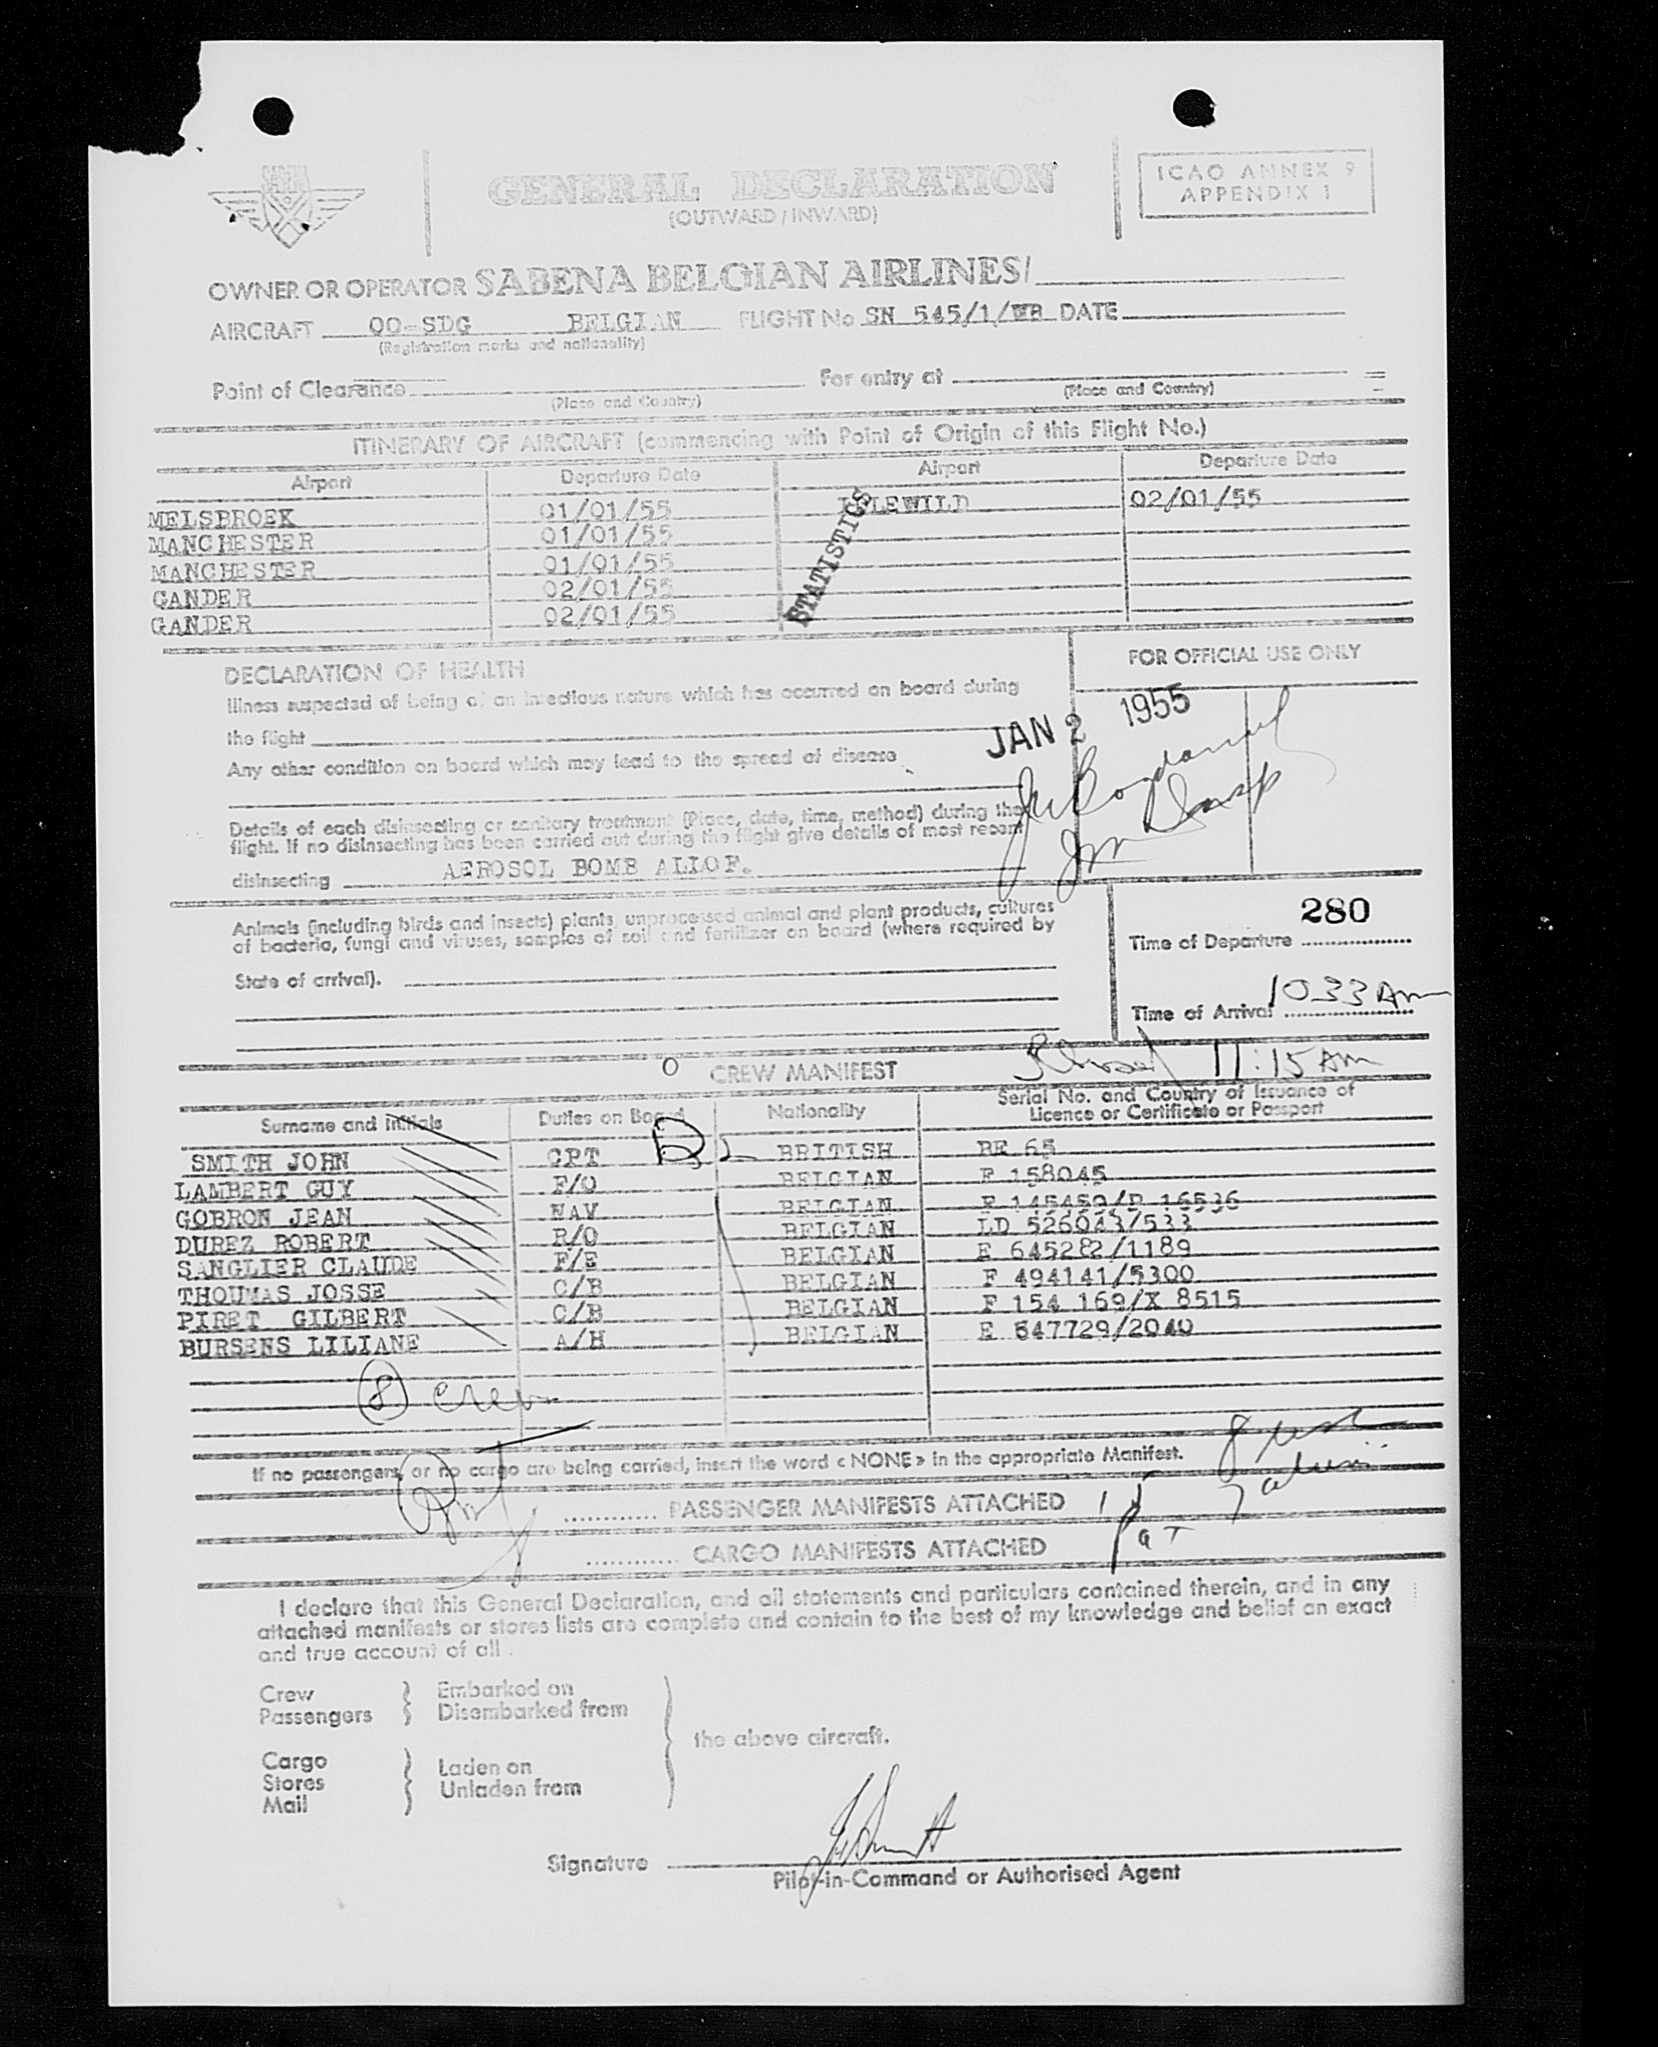 GENERAL DECLARATION
(OUTWARD / INWARD)
ICAO ANNEX 9
APPENDIX 1
OWNER OR OPERATOR SABENA BELGIAN AIRLINES/
AIRCRAFT OO-SDG BELGIAN FLIGHT No SN 545/1/ DATE
(Registration marks and nationality)
Point of Clearance For entry at
(Place and Country) (Place and Country)
ITINERARY OF AIRCRAFT (commencing with Point of Origin of this Flight No.)
Airport Departure Date Airport Departure Date
MELSBROEK 01/01/55 IDLEWILD 02/01/55
MANCHESTER 01/01/55
MANCHESTER 01/01/55
GANDER 02/01/55
GANDER 02/01/55
STATISTICS
DECLARATION OF HEALTH
FOR OFFICIAL USE ONLY
Illness suspected of being of an infectious nature which has occurred on board during
the flight
JAN 2 1955
Any other condition on board which may lead to the spread of disease
Details of each disinsecting or sanitary treatment (Place, date, time, method) during the
flight. If no disinsecting has been carried out during the flight give details of most recent
disinsecting AEROSOL BOMB ALLOF.
Animals (including birds and insects) plants, unprocessed animal and plant products, cultures
of bacteria, fungi and viruses, samples of soil and fertilizer on board (where required by
State of arrival).
280
Time of Departure
Time of Arrival 1033 AM
11:15 AM
CREW MANIFEST
Surname and Initials Duties on Board Nationality Serial No. and Country of Issuance of
Licence or Certificate or Passport
SMITH JOHN CPT BRITISH BE 65
LAMBERT GUY F/O BELGIAN F 158045
GOBRON JEAN NAV BELGIAN F 145459/B 16536
DUREZ ROBERT R/O BELGIAN LD 526043/533
SANGLIER CLAUDE F/E BELGIAN E 645282/1189
THOUMAS JOSSE C/B BELGIAN F 494141/5300
PIRET GILBERT C/B BELGIAN F 154 169/X 8515
BURSENS LILIANE A/H BELGIAN E 547729/2040
8 crew
If no passengers, or no cargo are being carried, insert the word « NONE » in the appropriate Manifest.
PASSENGER MANIFESTS ATTACHED
CARGO MANIFESTS ATTACHED
I declare that this General Declaration, and all statements and particulars contained therein, and in any
attached manifests or stores lists are complete and contain to the best of my knowledge and belief an exact
and true account of all.
Crew Embarked on
Passengers Disembarked from
the above aircraft.
Cargo Laden on
Stores Unladen from
Mail
Signature
Pilot-in-Command or Authorised Agent